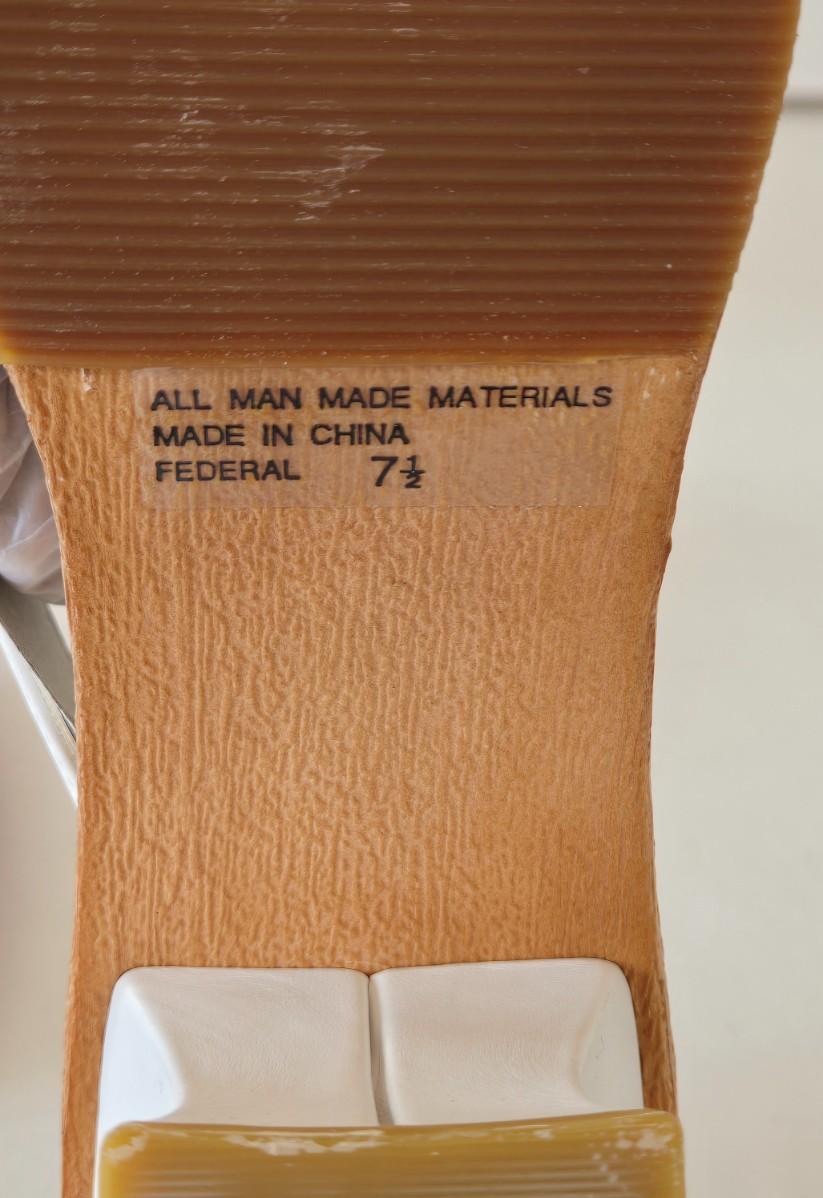 ALL MAN MADE MATERIALS
MADE IN CHINA
FEDERAL 7½